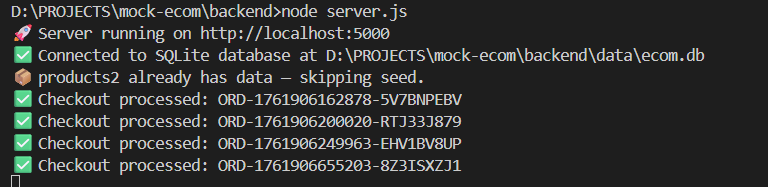 D:\PROJECTS\mock-ecom\backend>node server.js
🚀 Server running on http://localhost:5000
✅ Connected to SQLite database at D:\PROJECTS\mock-ecom\backend\data\ecom.db
📦 products2 already has data — skipping seed.
✅ Checkout processed: ORD-1761906162878-5V7BNPEBV
✅ Checkout processed: ORD-1761906200020-RTJ33J879
✅ Checkout processed: ORD-1761906249963-EHV1BV8UP
✅ Checkout processed: ORD-1761906655203-8Z3ISXZJ1